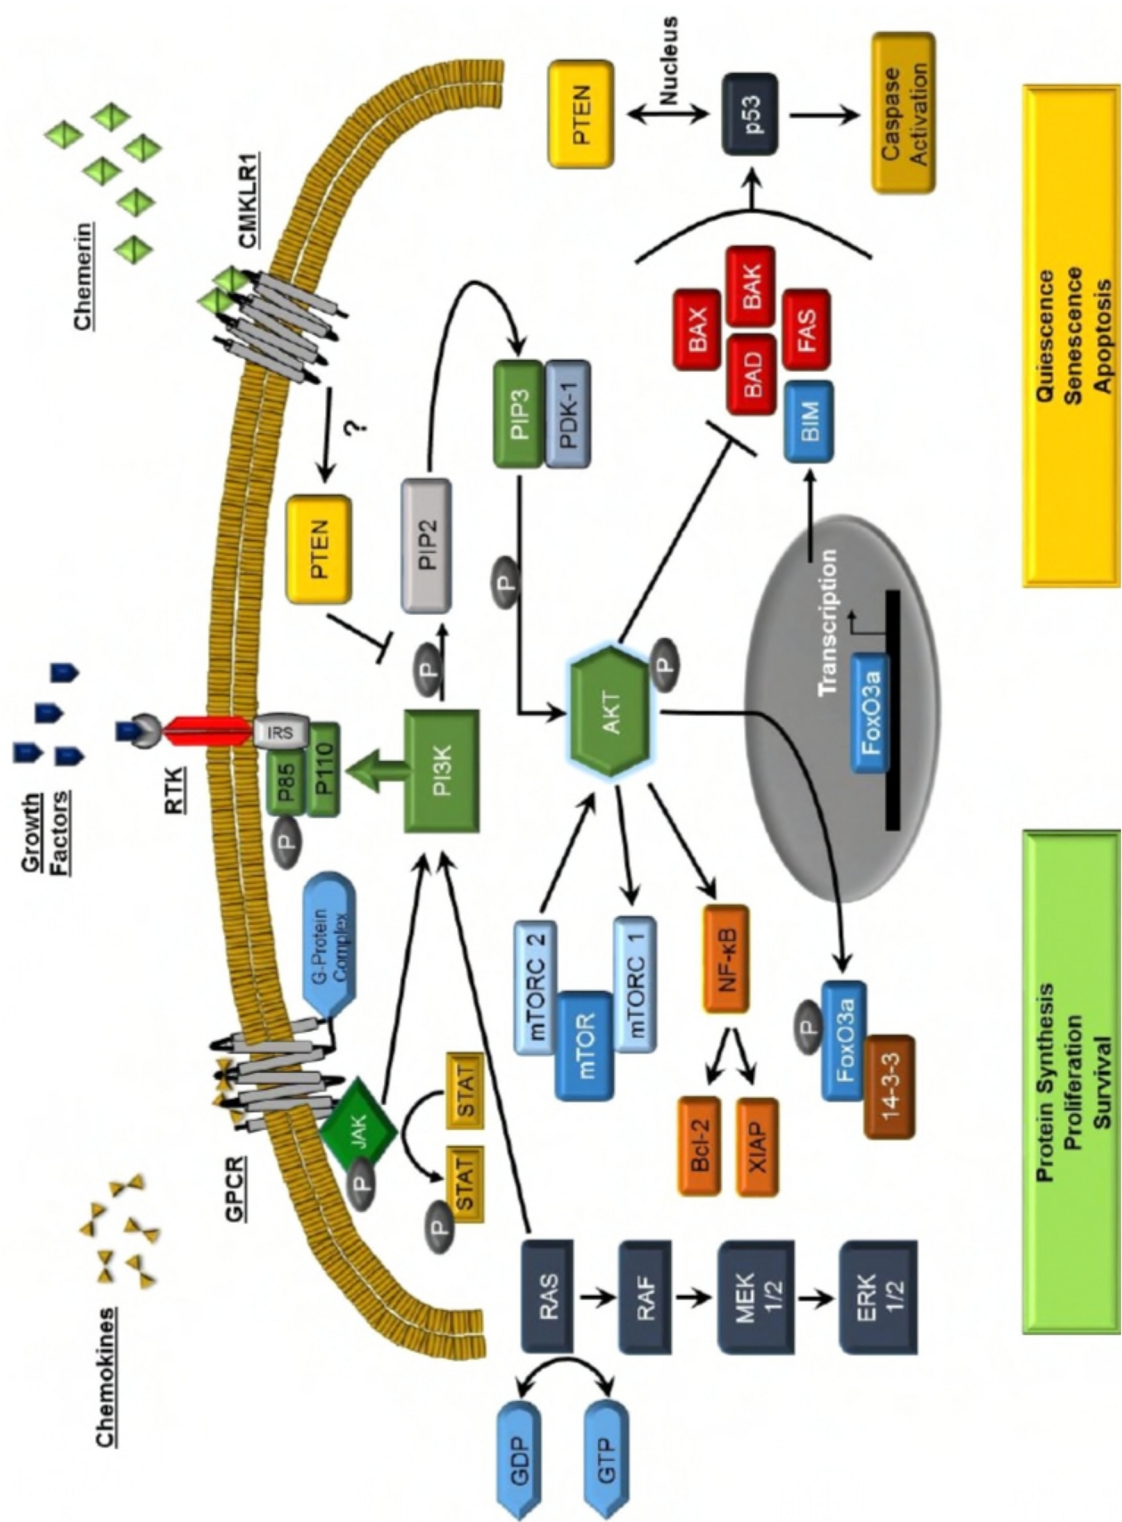 Chemokines
Growth
Factors
Chemerin
GPCR
RTK
CMKLR1
G-Protein
Complex
JAK
P
STAT
P
STAT
P
P85
P110
IRS
PI3K
P
PTEN
?
PIP2
PIP3
PDK-1
P
PTEN
Nucleus
p53
Caspase
Activation
GDP
GTP
RAS
RAF
MEK
1/2
ERK
1/2
mTORC 2
mTOR
mTORC 1
AKT
P
NF-κB
Bcl-2
XIAP
P
FoxO3a
14-3-3
Transcription
FoxO3a
BAX
BAD
BAK
BIM
FAS
Protein Synthesis
Proliferation
Survival
Quiescence
Senescence
Apoptosis